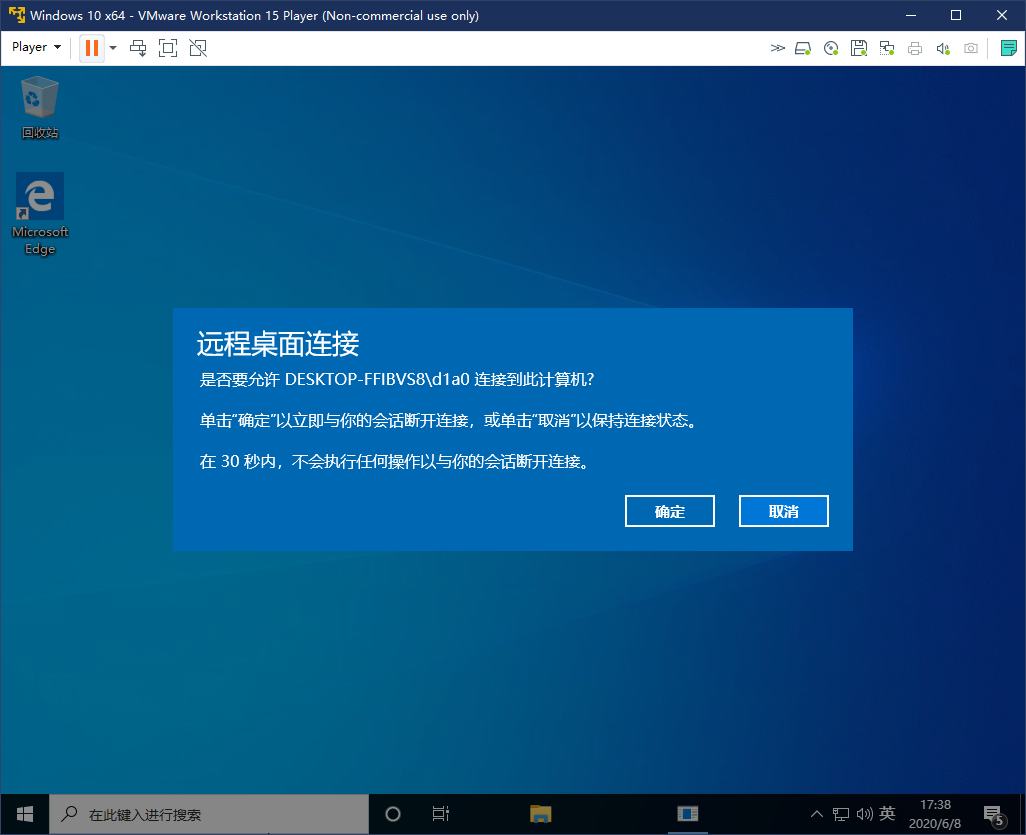 Windows 10 x64 - VMware Workstation 15 Player (Non-commercial use only)
Player
回收站
Microsoft
Edge
远程桌面连接
是否要允许 DESKTOP-FFIBVS8\d1a0 连接到此计算机?
单击“确定”以立即与你的会话断开连接，或单击“取消”以保持连接状态。
在 30 秒内，不会执行任何操作以与你的会话断开连接。
确定
取消
在此键入进行搜索
英
17:38
2020/6/8
5